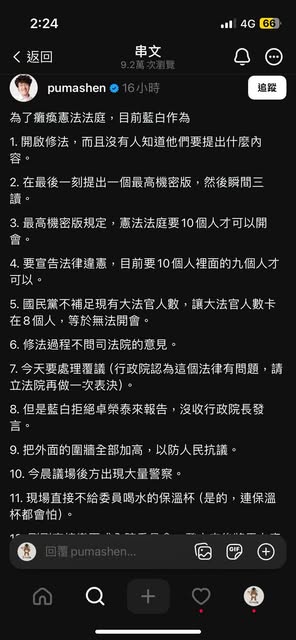 2:24
4G 66
返回
串文
9.2萬 次瀏覽
pumashen 16小時
追蹤
為了癱瘓憲法法庭，目前藍白作為
1. 開啟修法，而且沒有人知道他們要提出什麼內
容。
2. 在最後一刻提出一個最高機密版，然後瞬間三
讀。
3. 最高機密版規定，憲法法庭要10個人才可以開
會。
4. 要宣告法律違憲，目前要10個人裡面的九個人才
可以。
5. 國民黨不補足現有大法官人數，讓大法官人數卡
在8個人，等於無法開會。
6. 修法過程不問司法院的意見。
7. 今天要處理覆議 (行政院認為這個法律有問題，請
立法院再做一次表決)。
8. 但是藍白拒絕卓榮泰來報告，沒收行政院長發
言。
9. 把外面的圍牆全部加高，以防人民抗議。
10. 今晨議場後方出現大量警察。
11. 現場直接不給委員喝水的保溫杯 (是的，連保溫
杯都會怕)。
回覆 pumashen...
GIF